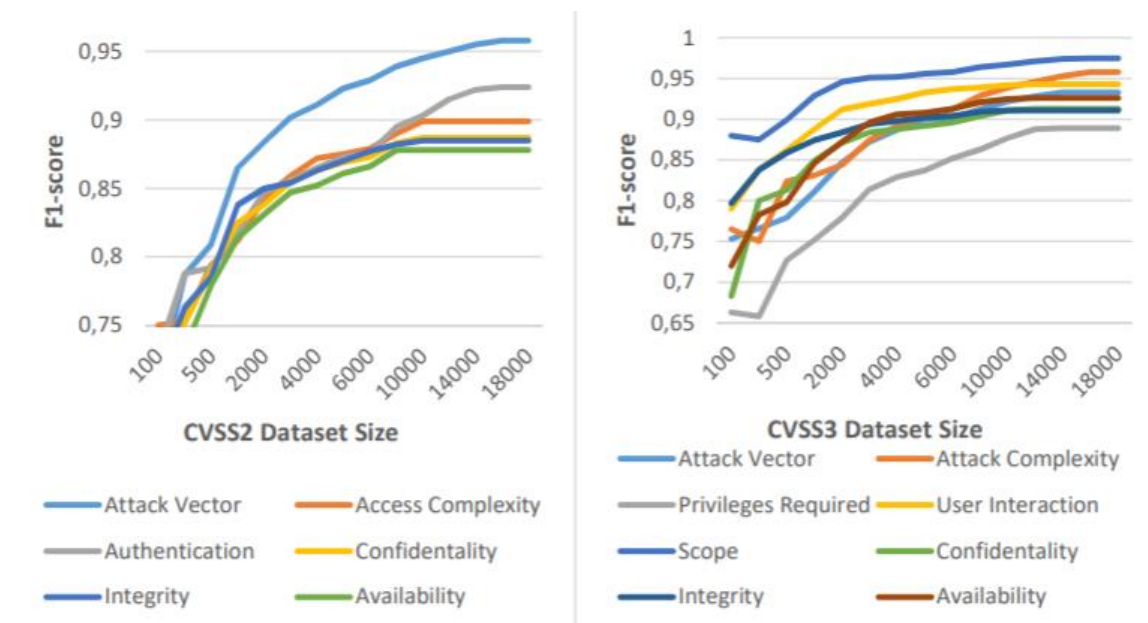 F1-score
0,95
0,9
0,85
0,8
0,75
100
500
2000
4000
6000
10000
14000
18000
CVSS2 Dataset Size
Attack Vector
Access Complexity
Authentication
Confidentality
Integrity
Availability
F1-score
1
0,95
0,9
0,85
0,8
0,75
0,7
0,65
100
500
2000
4000
6000
10000
14000
18000
CVSS3 Dataset Size
Attack Vector
Attack Complexity
Privileges Required
User Interaction
Scope
Confidentality
Integrity
Availability